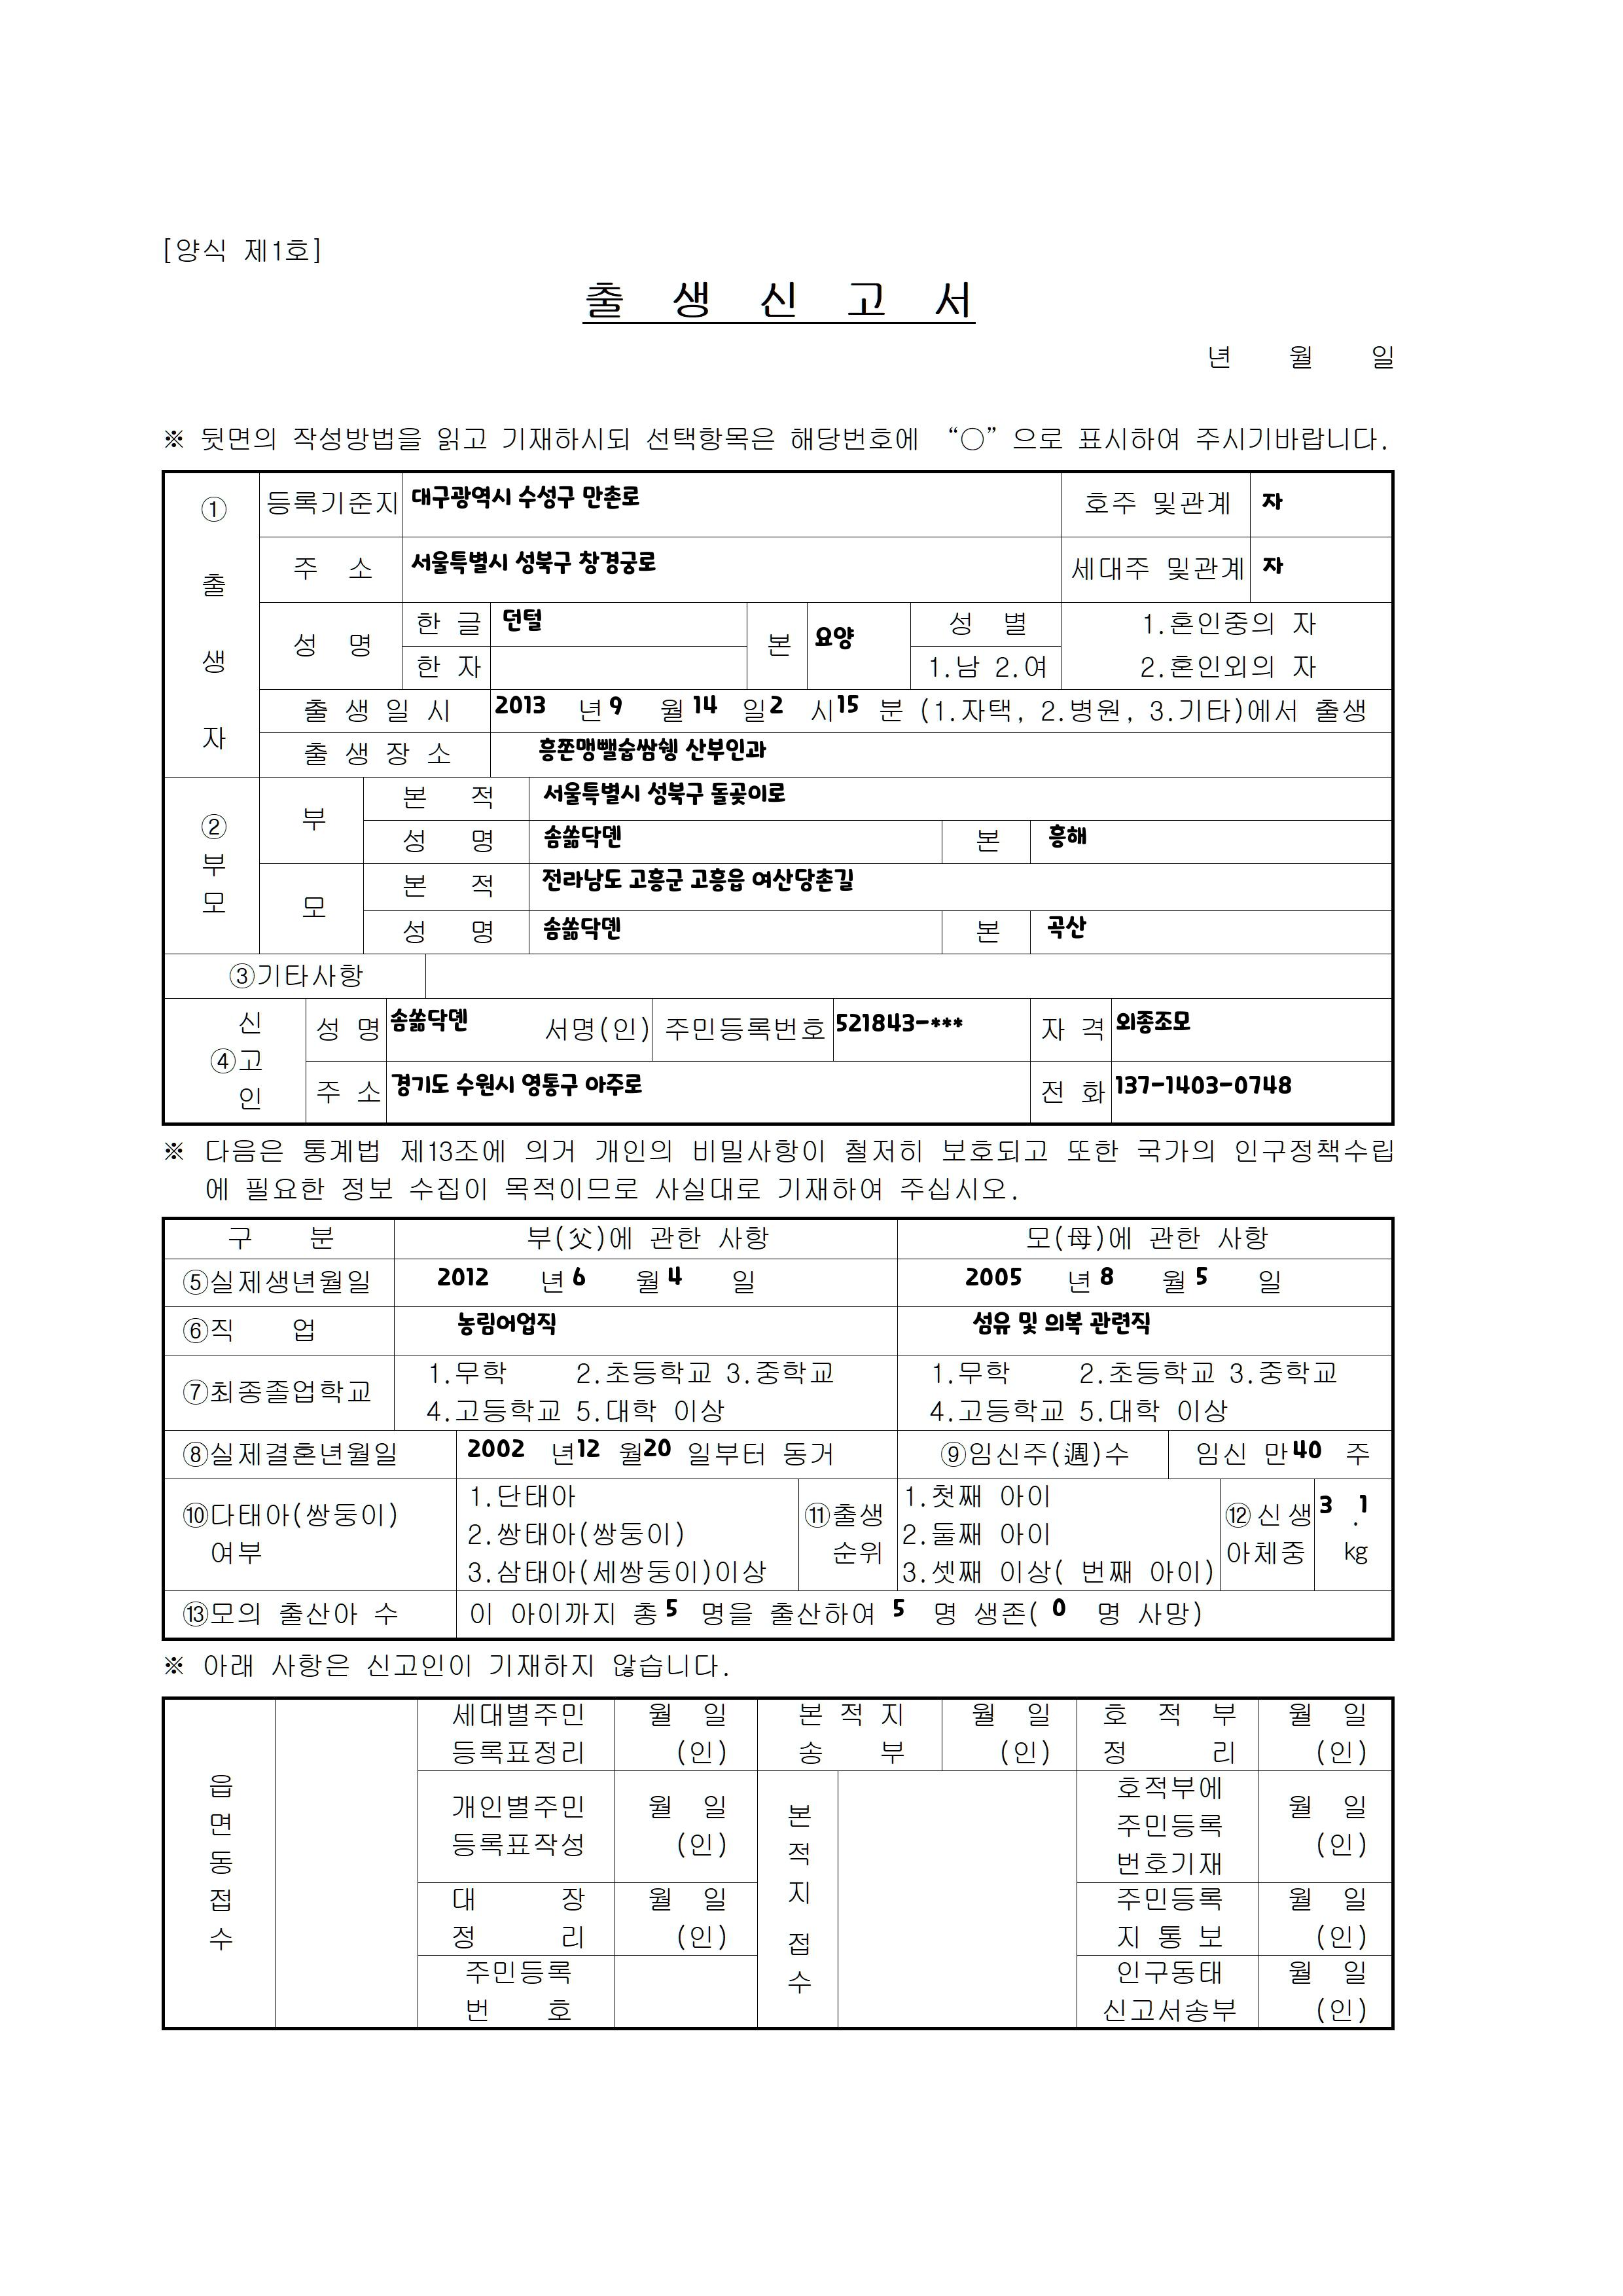 [양식 제1호]
출 생 신 고 서
년 월 일
※ 뒷면의 작성방법을 읽고 기재하시되 선택항목은 해당번호에 “○”으로 표시하여 주시기바랍니다.
① 출 생 자
등록기준지 대구광역시 수성구 만촌로 호주 및관계 자
주 소 서울특별시 성북구 창경궁로 세대주 및관계 자
성 명 한 글 던털 본 요양 성 별 1.혼인중의 자
한 자 1.남 2.여 2.혼인외의 자
출 생 일 시 2013 년 9 월 14 일 2 시 15 분 (1.자택, 2.병원, 3.기타)에서 출생
출 생 장 소 산부인과
② 부 모
부 본 적 서울특별시 성북구 돌곶이로
성 명 솜쏢닥뎬 본 흥해
모 본 적 전라남도 고흥군 고흥읍 여산당촌길
성 명 솜쏢닥뎬 본 곡산
③기타사항
④신고인
성 명 솜쏢닥뎬 서명(인) 주민등록번호 521843-*** 자 격 외종조모
주 소 경기도 수원시 영통구 아주로 전 화 137-1403-0748
※ 다음은 통계법 제13조에 의거 개인의 비밀사항이 철저히 보호되고 또한 국가의 인구정책수립
에 필요한 정보 수집이 목적이므로 사실대로 기재하여 주십시오.
구 분 부(父)에 관한 사항 모(母)에 관한 사항
⑤실제생년월일 2012 년 6 월 4 일 2005 년 8 월 5 일
⑥직 업 농림어업직 섬유 및 의복 관련직
⑦최종졸업학교
1.무학 2.초등학교 3.중학교 1.무학 2.초등학교 3.중학교
4.고등학교 5.대학 이상 4.고등학교 5.대학 이상
⑧실제결혼년월일 2002 년 12 월 20 일부터 동거 ⑨임신주(週)수 임신 만 40 주
⑩다태아(쌍둥이) 여부
1.단태아
2.쌍태아(쌍둥이)
3.삼태아(세쌍둥이)이상
⑪출생 순위
1.첫째 아이
2.둘째 아이
3.셋째 이상( 번째 아이)
⑫신생아체중 3 .1 kg
⑬모의 출산아 수 이 아이까지 총 5 명을 출산하여 5 명 생존( 0 명 사망)
※ 아래 사항은 신고인이 기재하지 않습니다.
읍 면 동 접 수
세대별주민 월 일 본 적 지 월 일 호 적 부 월 일
등록표정리 (인) 송 부 (인) 정 리 (인)
개인별주민 월 일
등록표작성 (인)
본 적 지 접 수
호적부에
주민등록 월 일
번호기재 (인)
대 장 월 일 주민등록 월 일
정 리 (인) 지 통 보 (인)
주민등록 인구동태 월 일
번 호 신고서송부 (인)